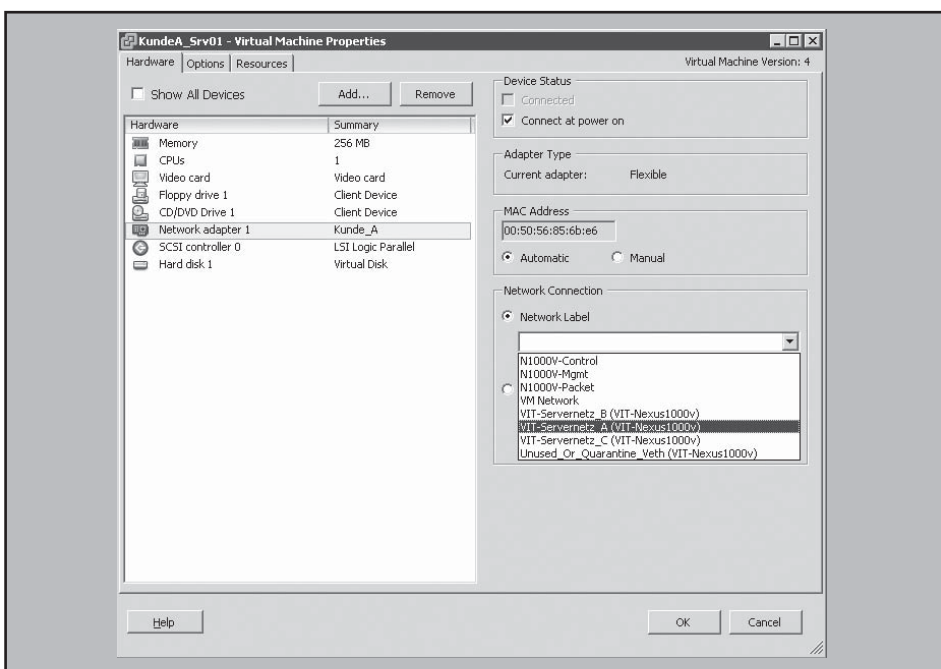 KundeA_Srv01 - Virtual Machine Properties
Hardware Options Resources
Virtual Machine Version: 4
Show All Devices
Add...
Remove
Hardware Summary
Memory 256 MB
CPUs 1
Video card Video card
Floppy drive 1 Client Device
CD/DVD Drive 1 Client Device
Network adapter 1 Kunde_A
SCSI controller 0 LSI Logic Parallel
Hard disk 1 Virtual Disk
Device Status
Connected
Connect at power on
Adapter Type
Current adapter: Flexible
MAC Address
00:50:56:85:6b:e6
Automatic Manual
Network Connection
Network Label
N1000V-Control
N1000V-Mgmt
N1000V-Packet
VM Network
VIT-Servernetz_B (VIT-Nexus1000v)
VIT-Servernetz_A (VIT-Nexus1000v)
VIT-Servernetz_C (VIT-Nexus1000v)
Unused_Or_Quarantine_Veth (VIT-Nexus1000v)
Help
OK
Cancel